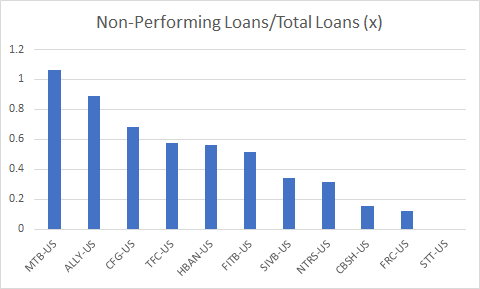 Non-Performing Loans/Total Loans (x)
1.2
1
0.8
0.6
0.4
0.2
0
MTB-US
ALLY-US
CFG-US
TFC-US
HBAN-US
FITB-US
SIVB-US
NTRS-US
CBSH-US
FRC-US
STT-US